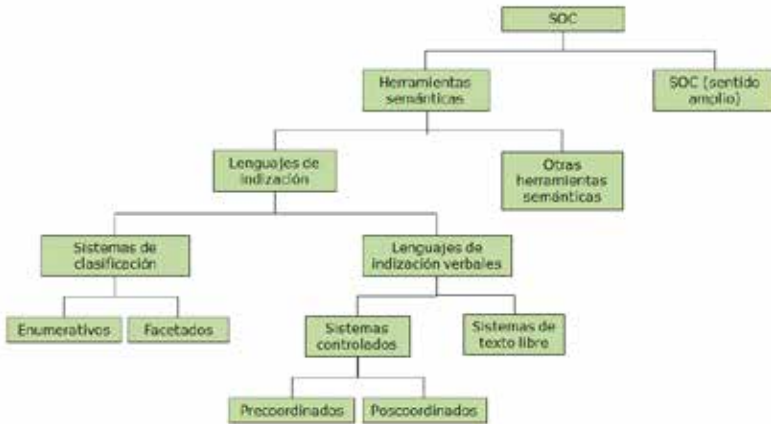 SOC
Herramientas
semánticas
SOC (sentido
amplio)
Lenguajes de
indización
Otras
herramientas
semánticas
Sistemas de
clasificación
Lenguajes de
indización verbales
Enumerativos
Facetados
Sistemas
controlados
Sistemas de
texto libre
Precoordinados
Poscoordinados